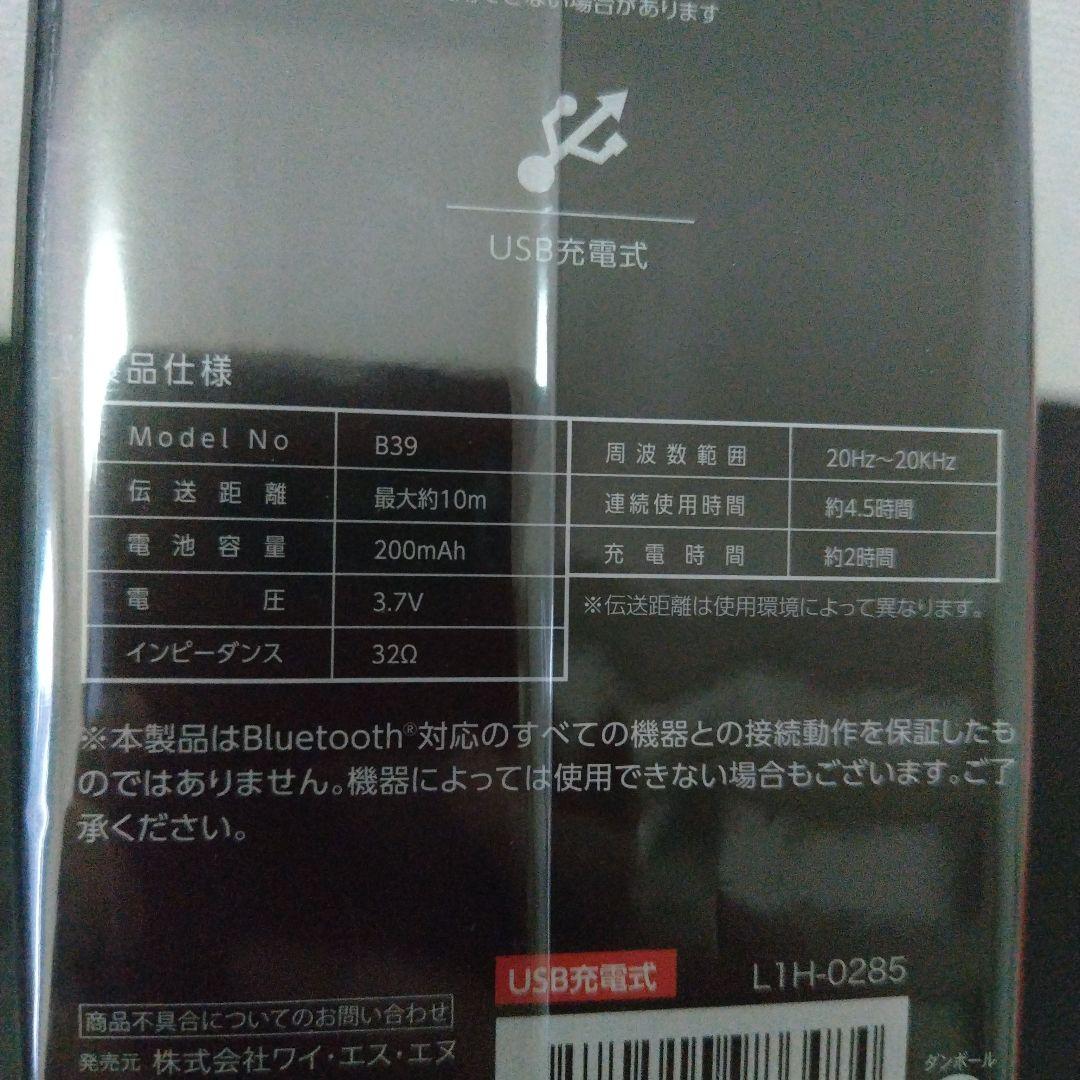 ない場合があります
USB充電式
品仕様
Model No B39
伝送距離 最大約10m
電池容量 200mAh
電圧 3.7V
インピーダンス 32Ω
周波数範囲 20Hz～20KHz
連続使用時間 約4.5時間
充電時間 約2時間
※伝送距離は使用環境によって異なります。
※本製品はBluetooth®対応のすべての機器との接続動作を保証したも
のではありません。機器によっては使用できない場合もございます。ご了
承ください。
USB充電式
L1H-0285
商品不具合についてのお問い合わせ
発売元 株式会社ワイ・エス・エヌ
ダンボール